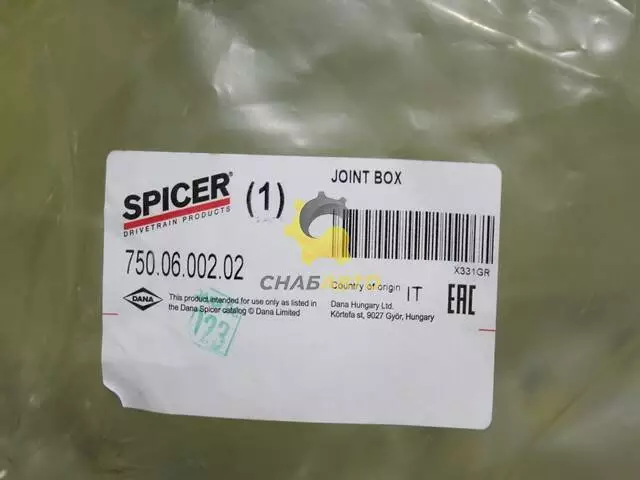 SPICER®
DRIVETRAIN PRODUCTS
(1)
JOINT BOX
X331GR
750.06.002.02
СНАБАВТО
Country of origin IT
EAC
DANA
This product intended for use only as listed in
the Dana Spicer catalog © Dana Limited
Dana Hungary Ltd.
Körtefa st, 9027 Győr, Hungary
123